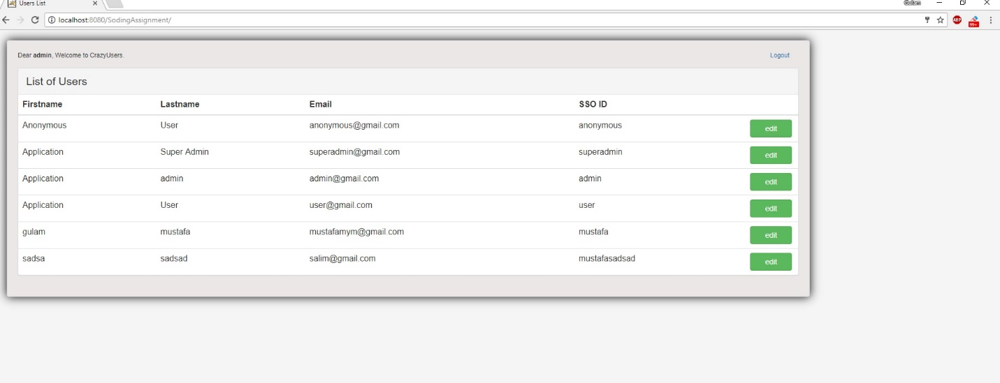 Users List
Gulam
localhost:8080/SodingAssignment/
ABP
99+
Dear admin, Welcome to CrazyUsers. Logout
List of Users
Firstname Lastname Email SSO ID
Anonymous User anonymous@gmail.com anonymous edit
Application Super Admin superadmin@gmail.com superadmin edit
Application admin admin@gmail.com admin edit
Application User user@gmail.com user edit
gulam mustafa mustafamym@gmail.com mustafa edit
sadsa sadsad salim@gmail.com mustafasadsad edit